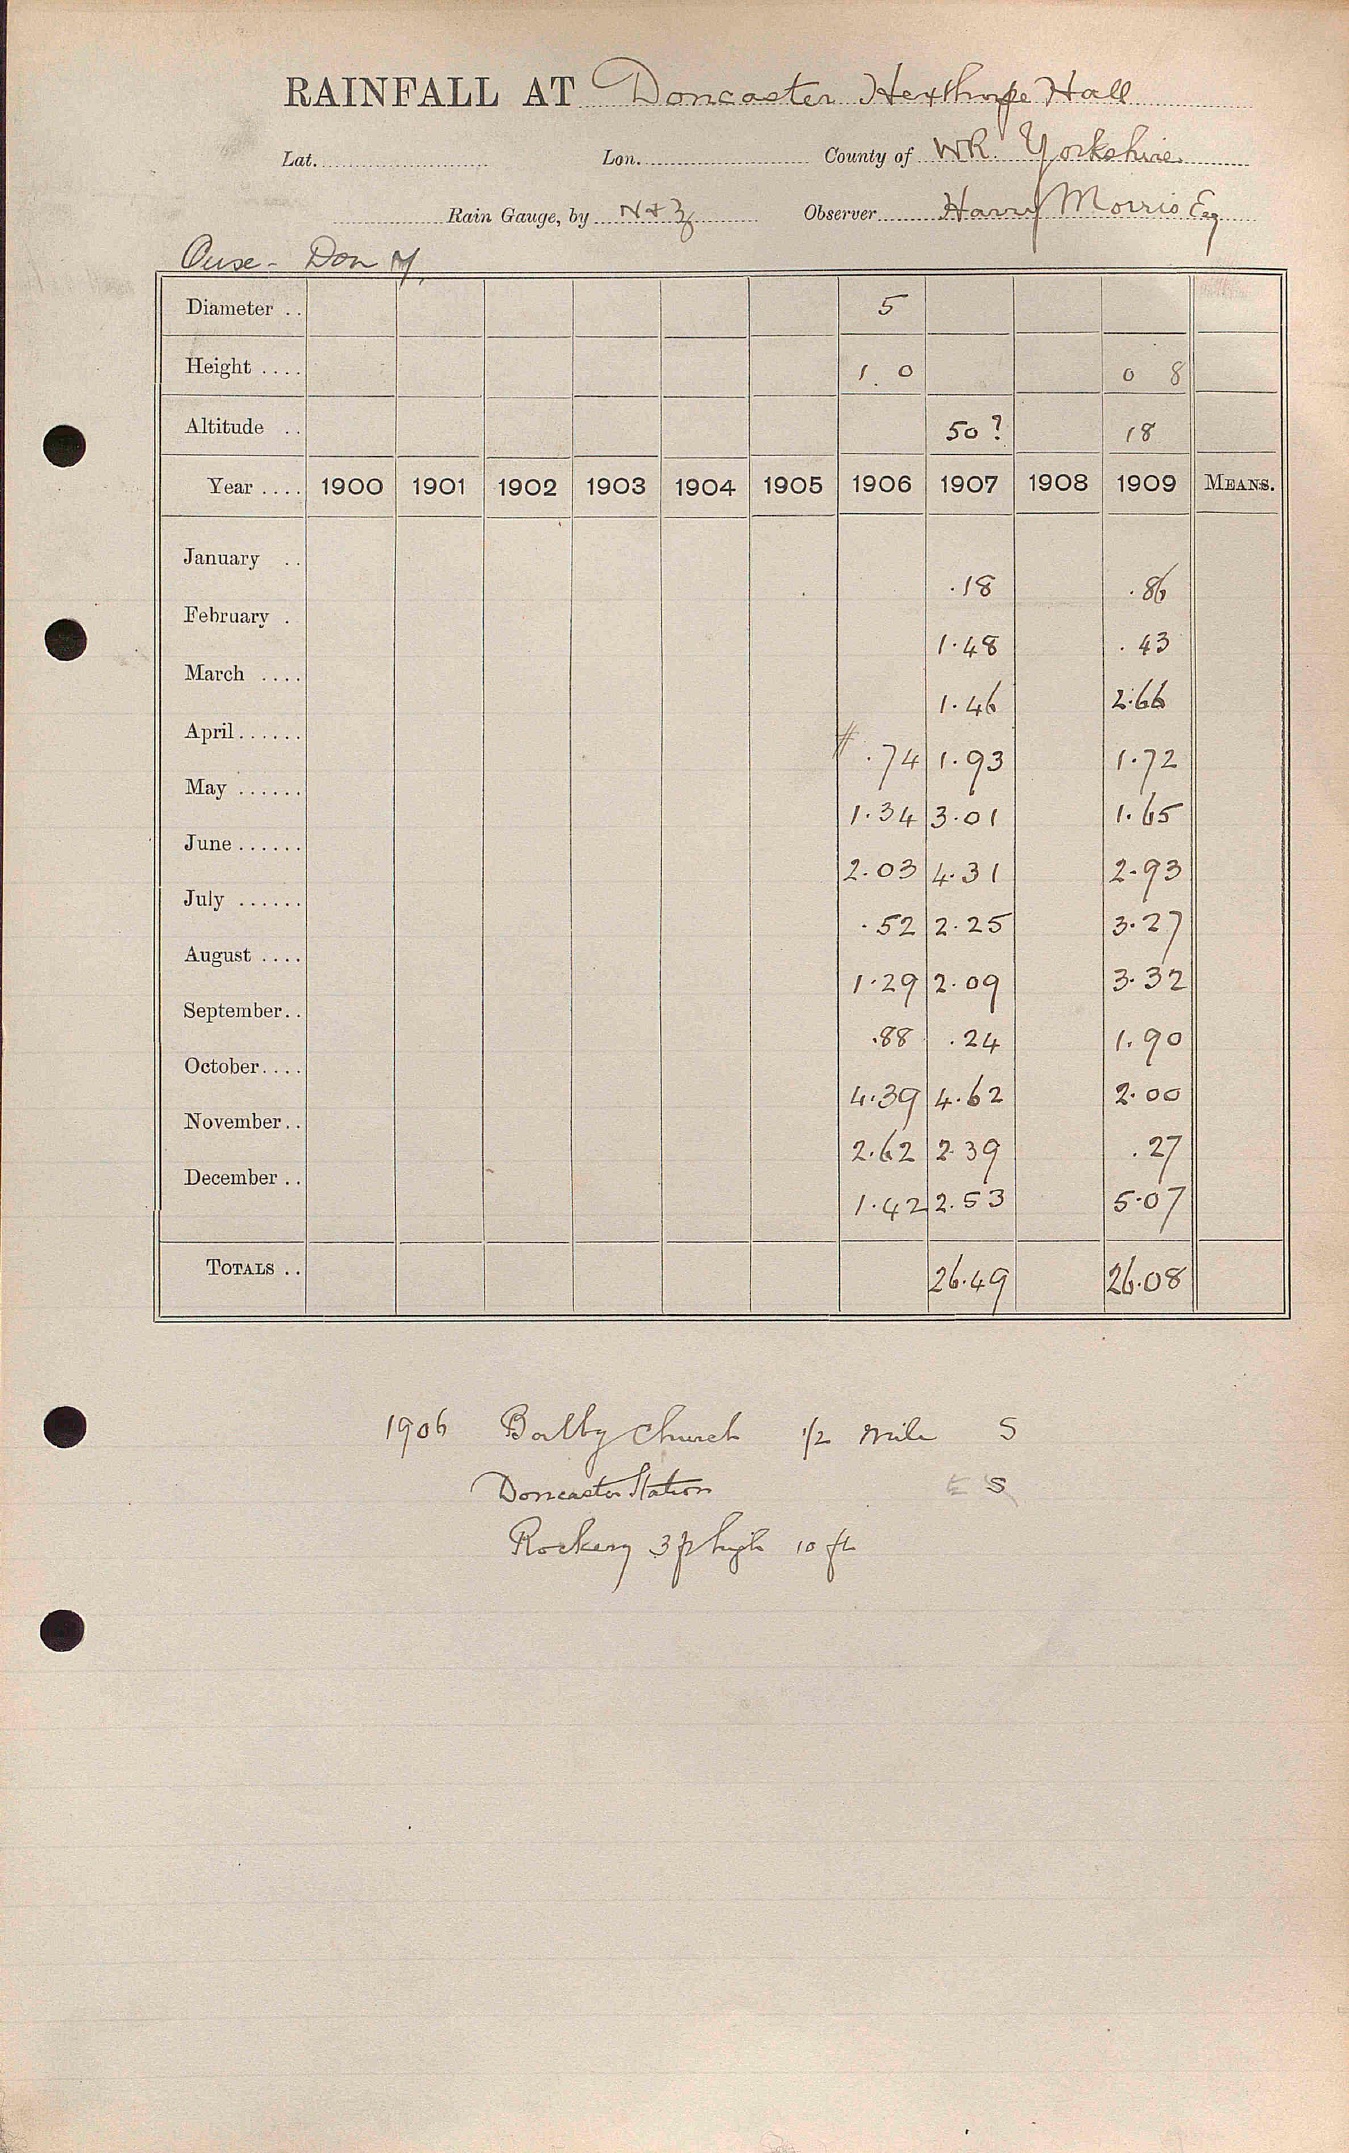 RAINFALL AT Doncaster Hexthorpe Hall
Lat. Lon. County of WR. Yorkshire
Rain Gauge, by N + Z Observer Harry Morris Esq
Ouse - Don
Diameter .. 5
Height .... 1. 0 0 8
Altitude .. 50? 18
Year .... 1900 1901 1902 1903 1904 1905 1906 1907 1908 1909 MEANS.
January .. .18 .86
February . 1.48 .43
March .... 1.46 2.66
April ...... # .74 1.93 1.72
May ...... 1.34 3.01 1.65
June ...... 2.03 4.31 2.93
July ...... .52 2.25 3.27
August .... 1.29 2.09 3.32
September.. .88 .24 1.90
October.... 4.39 4.62 2.00
November.. 2.62 2.39 .27
December .. 1.42 2.53 5.07
TOTALS .. 26.49 26.08
1906 Balby Church 1/2 mile S
Doncaster Station S
Rockery 3ft high 10 ft